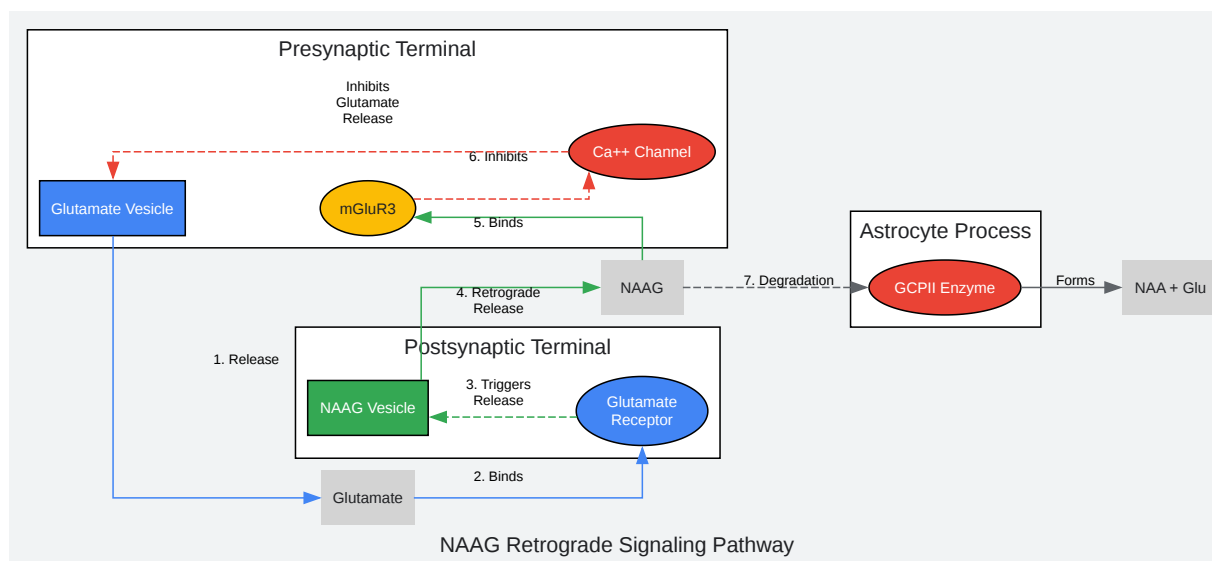 Presynaptic Terminal
Inhibits
Glutamate
Release
6. Inhibits
Ca++ Channel
Glutamate Vesicle
mGluR3
5. Binds
Astrocyte Process
4. Retrograde
Release
NAAG
7. Degradation
GCPII Enzyme
Forms
NAA + Glu
1. Release
Postsynaptic Terminal
NAAG Vesicle
3. Triggers
Release
Glutamate
Receptor
Glutamate
2. Binds
NAAG Retrograde Signaling Pathway